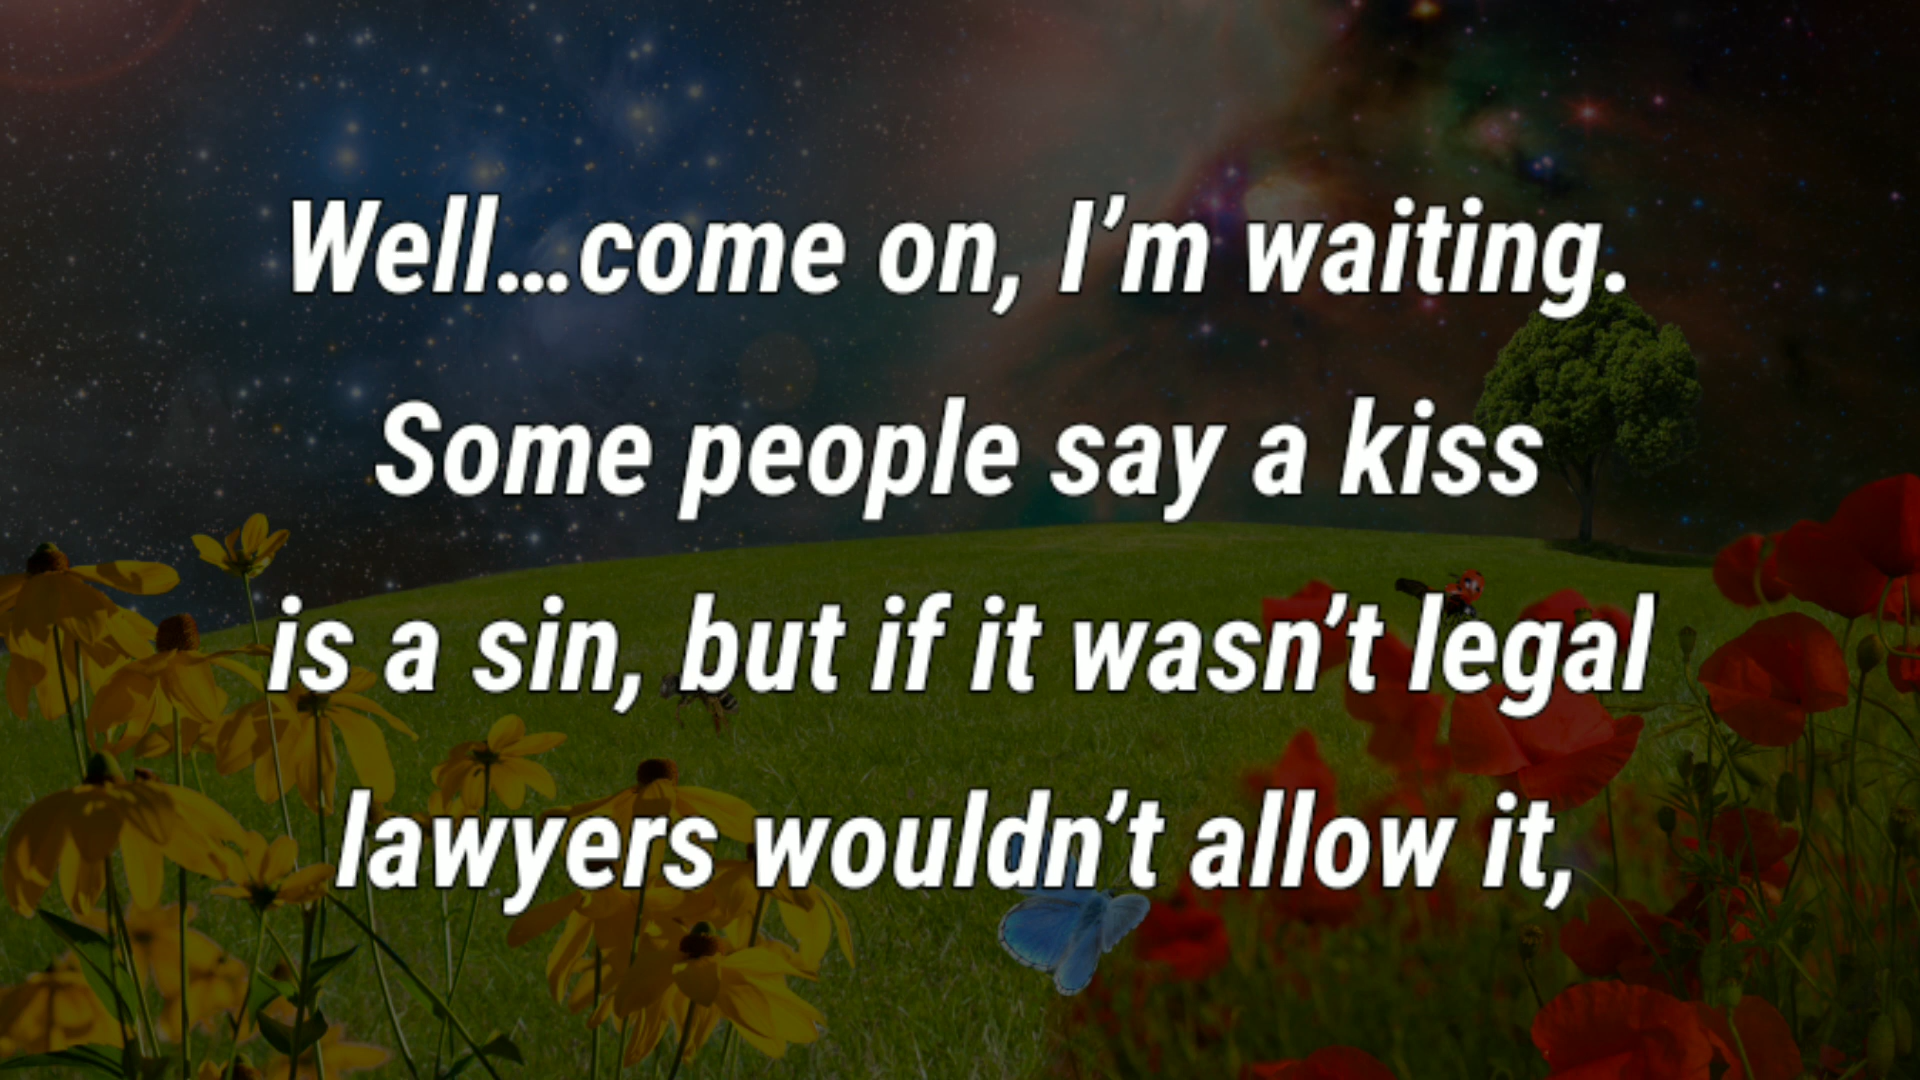 Well…come on, I’m waiting.
Some people say a kiss
is a sin, but if it wasn’t legal
lawyers wouldn’t allow it,